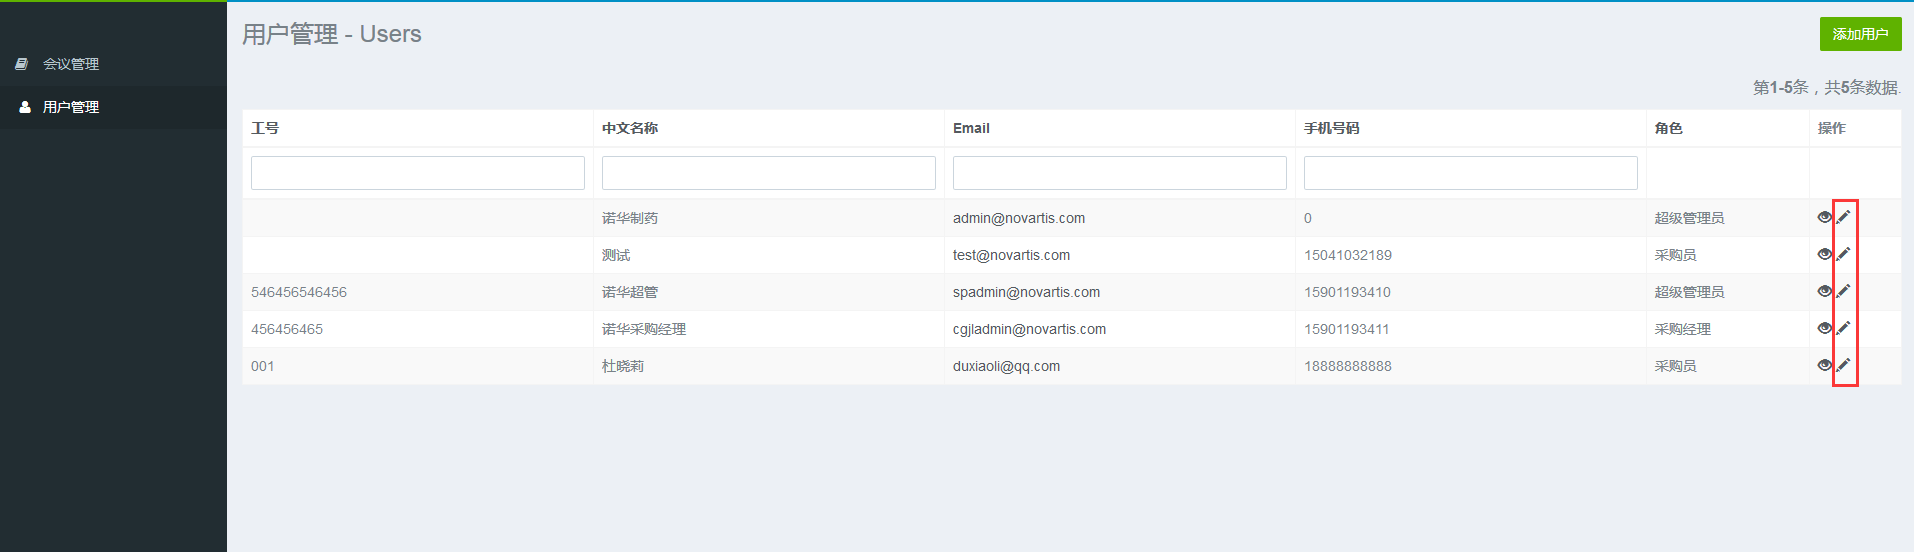 用户管理 - Users
添加用户
会议管理
用户管理
第1-5条，共5条数据.
工号 中文名称 Email 手机号码 角色 操作
诺华制药 admin@novartis.com 0 超级管理员
测试 test@novartis.com 15041032189 采购员
546456546456 诺华超管 spadmin@novartis.com 15901193410 超级管理员
456456465 诺华采购经理 cgjladmin@novartis.com 15901193411 采购经理
001 杜晓莉 duxiaoli@qq.com 18888888888 采购员